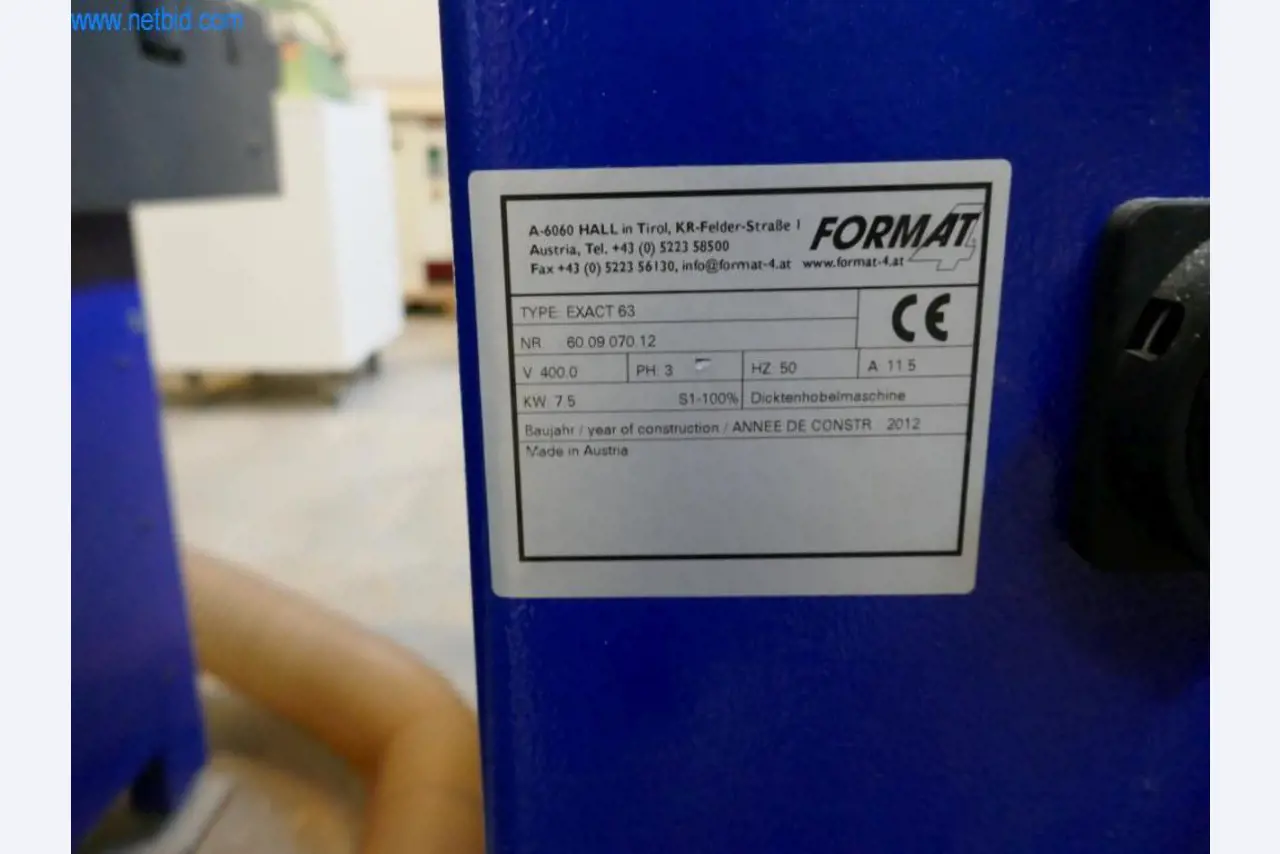 www.netbid.com
A-6060 HALL in Tirol, KR-Felder-Straße 1
Austria, Tel. +43 (0) 5223 58500
Fax +43 (0) 5223 56130, info@format-4.at
FORMAT 4
www.format-4.at
TYPE EXACT 63
CE
NR. 60.09.070.12
V 400.0 PH 3 HZ 50 A 11.5
KW 7.5 S1-100% Dicktenhobelmaschine
Baujahr / year of construction / ANNEE DE CONSTR. 2012
Made in Austria